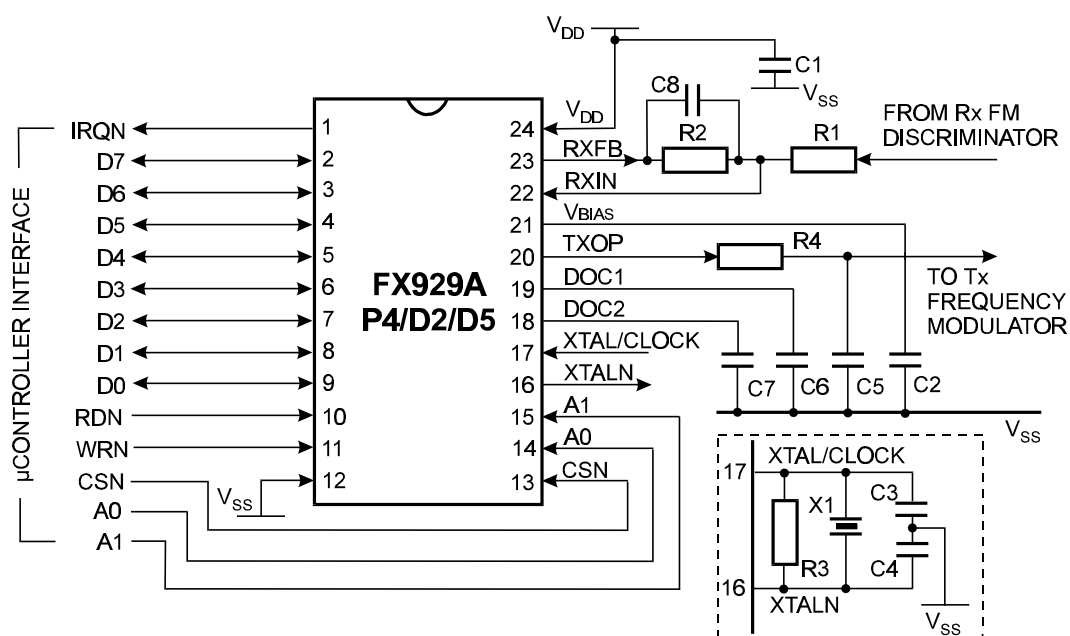 VDD
C1
VSS
C8
VDD
R2
R1
FROM Rx FM
DISCRIMINATOR
µCONTROLLER INTERFACE
IRQN
1
24
D7
2
23
RXFB
D6
3
22
RXIN
D5
4
21
VBIAS
D4
5
20
TXOP
R4
FX929A
P4/D2/D5
D3
6
19
DOC1
TO Tx
FREQUENCY
MODULATOR
D2
7
18
DOC2
D1
8
17
XTAL/CLOCK
D0
9
16
XTALN
C7
C6
C5
C2
RDN
10
15
A1
VSS
WRN
11
14
A0
CSN
12
13
CSN
VSS
A0
A1
17
XTAL/CLOCK
X1
C3
R3
C4
16
XTALN
VSS